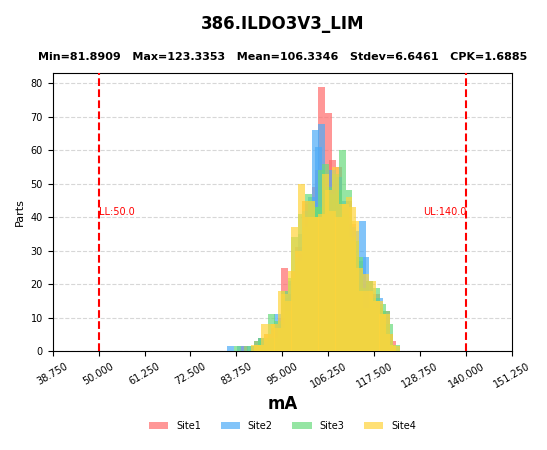 386.ILDO3V3_LIM
Min=81.8909 Max=123.3353 Mean=106.3346 Stdev=6.6461 CPK=1.6885
80
70
60
50
40
30
20
10
0
Parts
LL:50.0
UL:140.0
38.750 50.000 61.250 72.500 83.750 95.000 106.250 117.500 128.750 140.000 151.250
mA
Site1 Site2 Site3 Site4